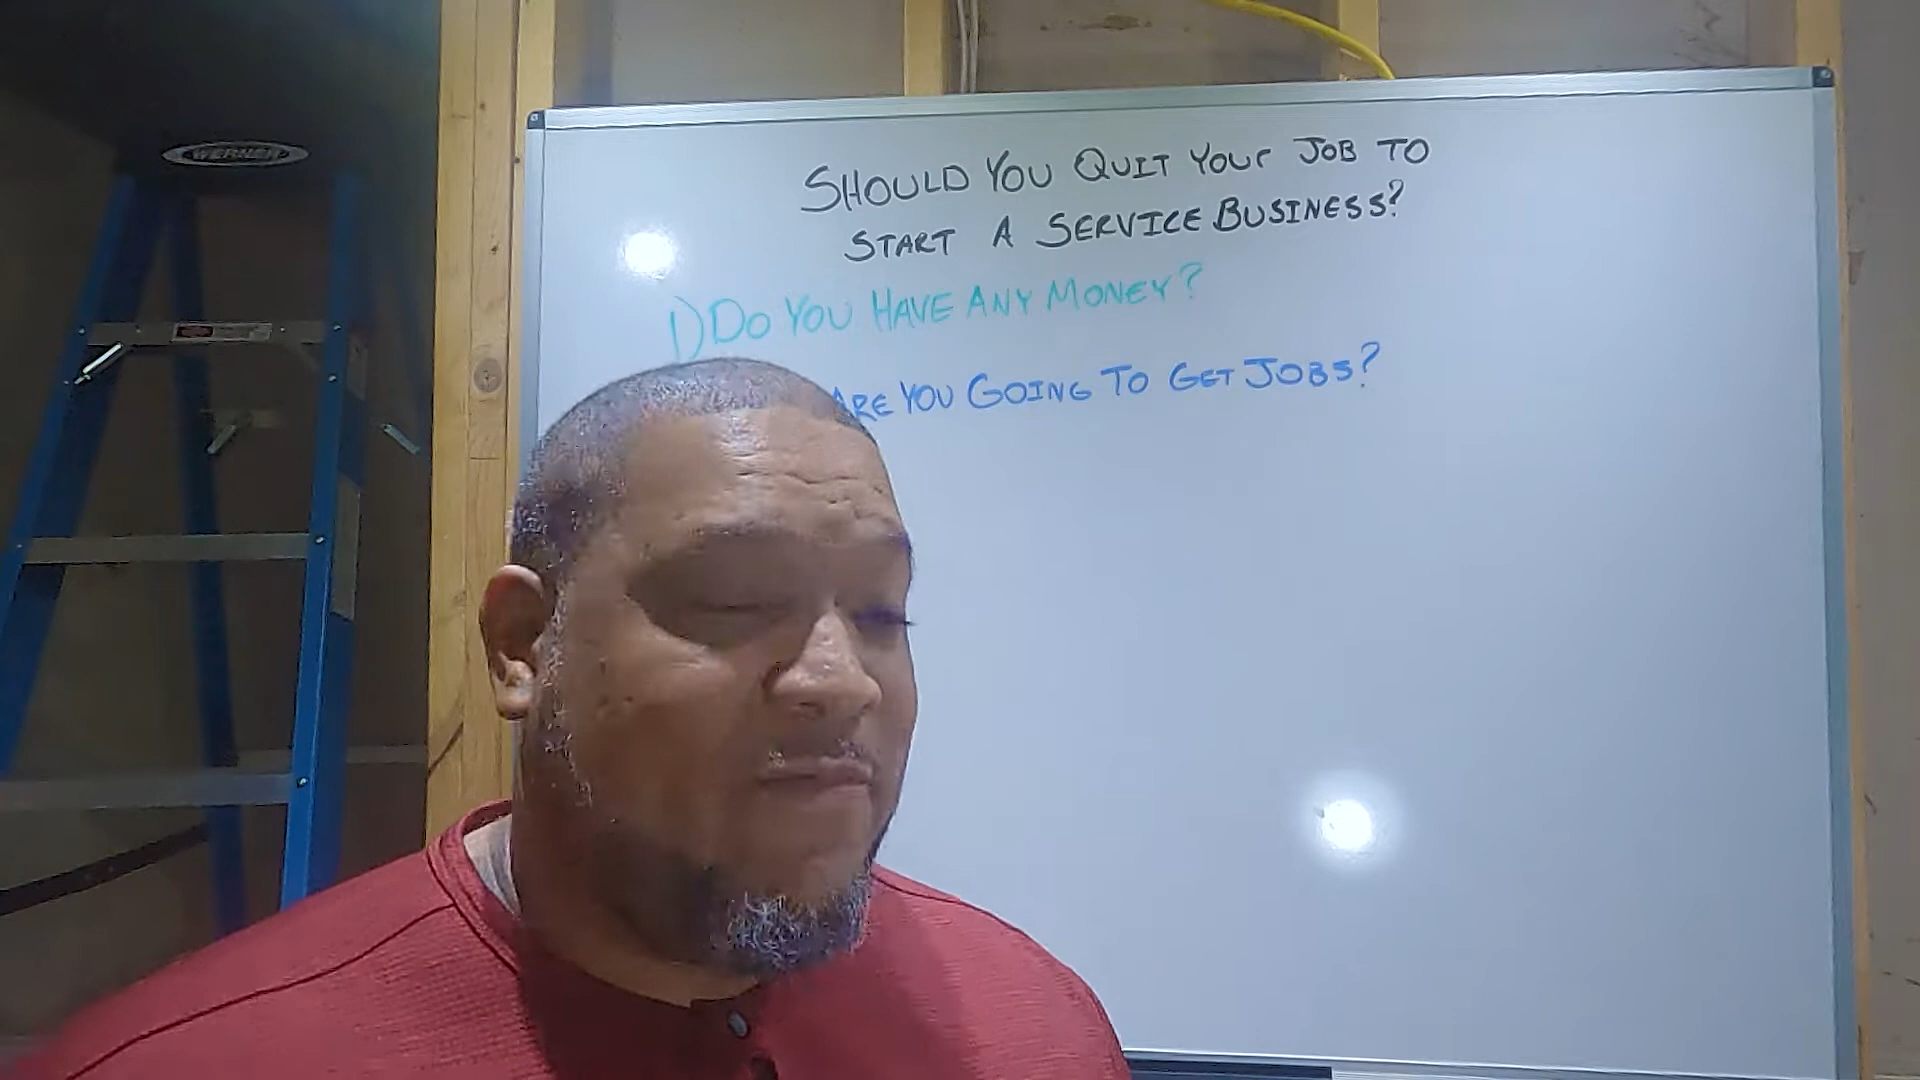 WERNER
SHOULD YOU QUIT YOUr JOB TO
START A SERVICE BUSINESS?
1) DO YOU HAVE ANY MONEY?
ARE YOU GOING TO GET JOBS?